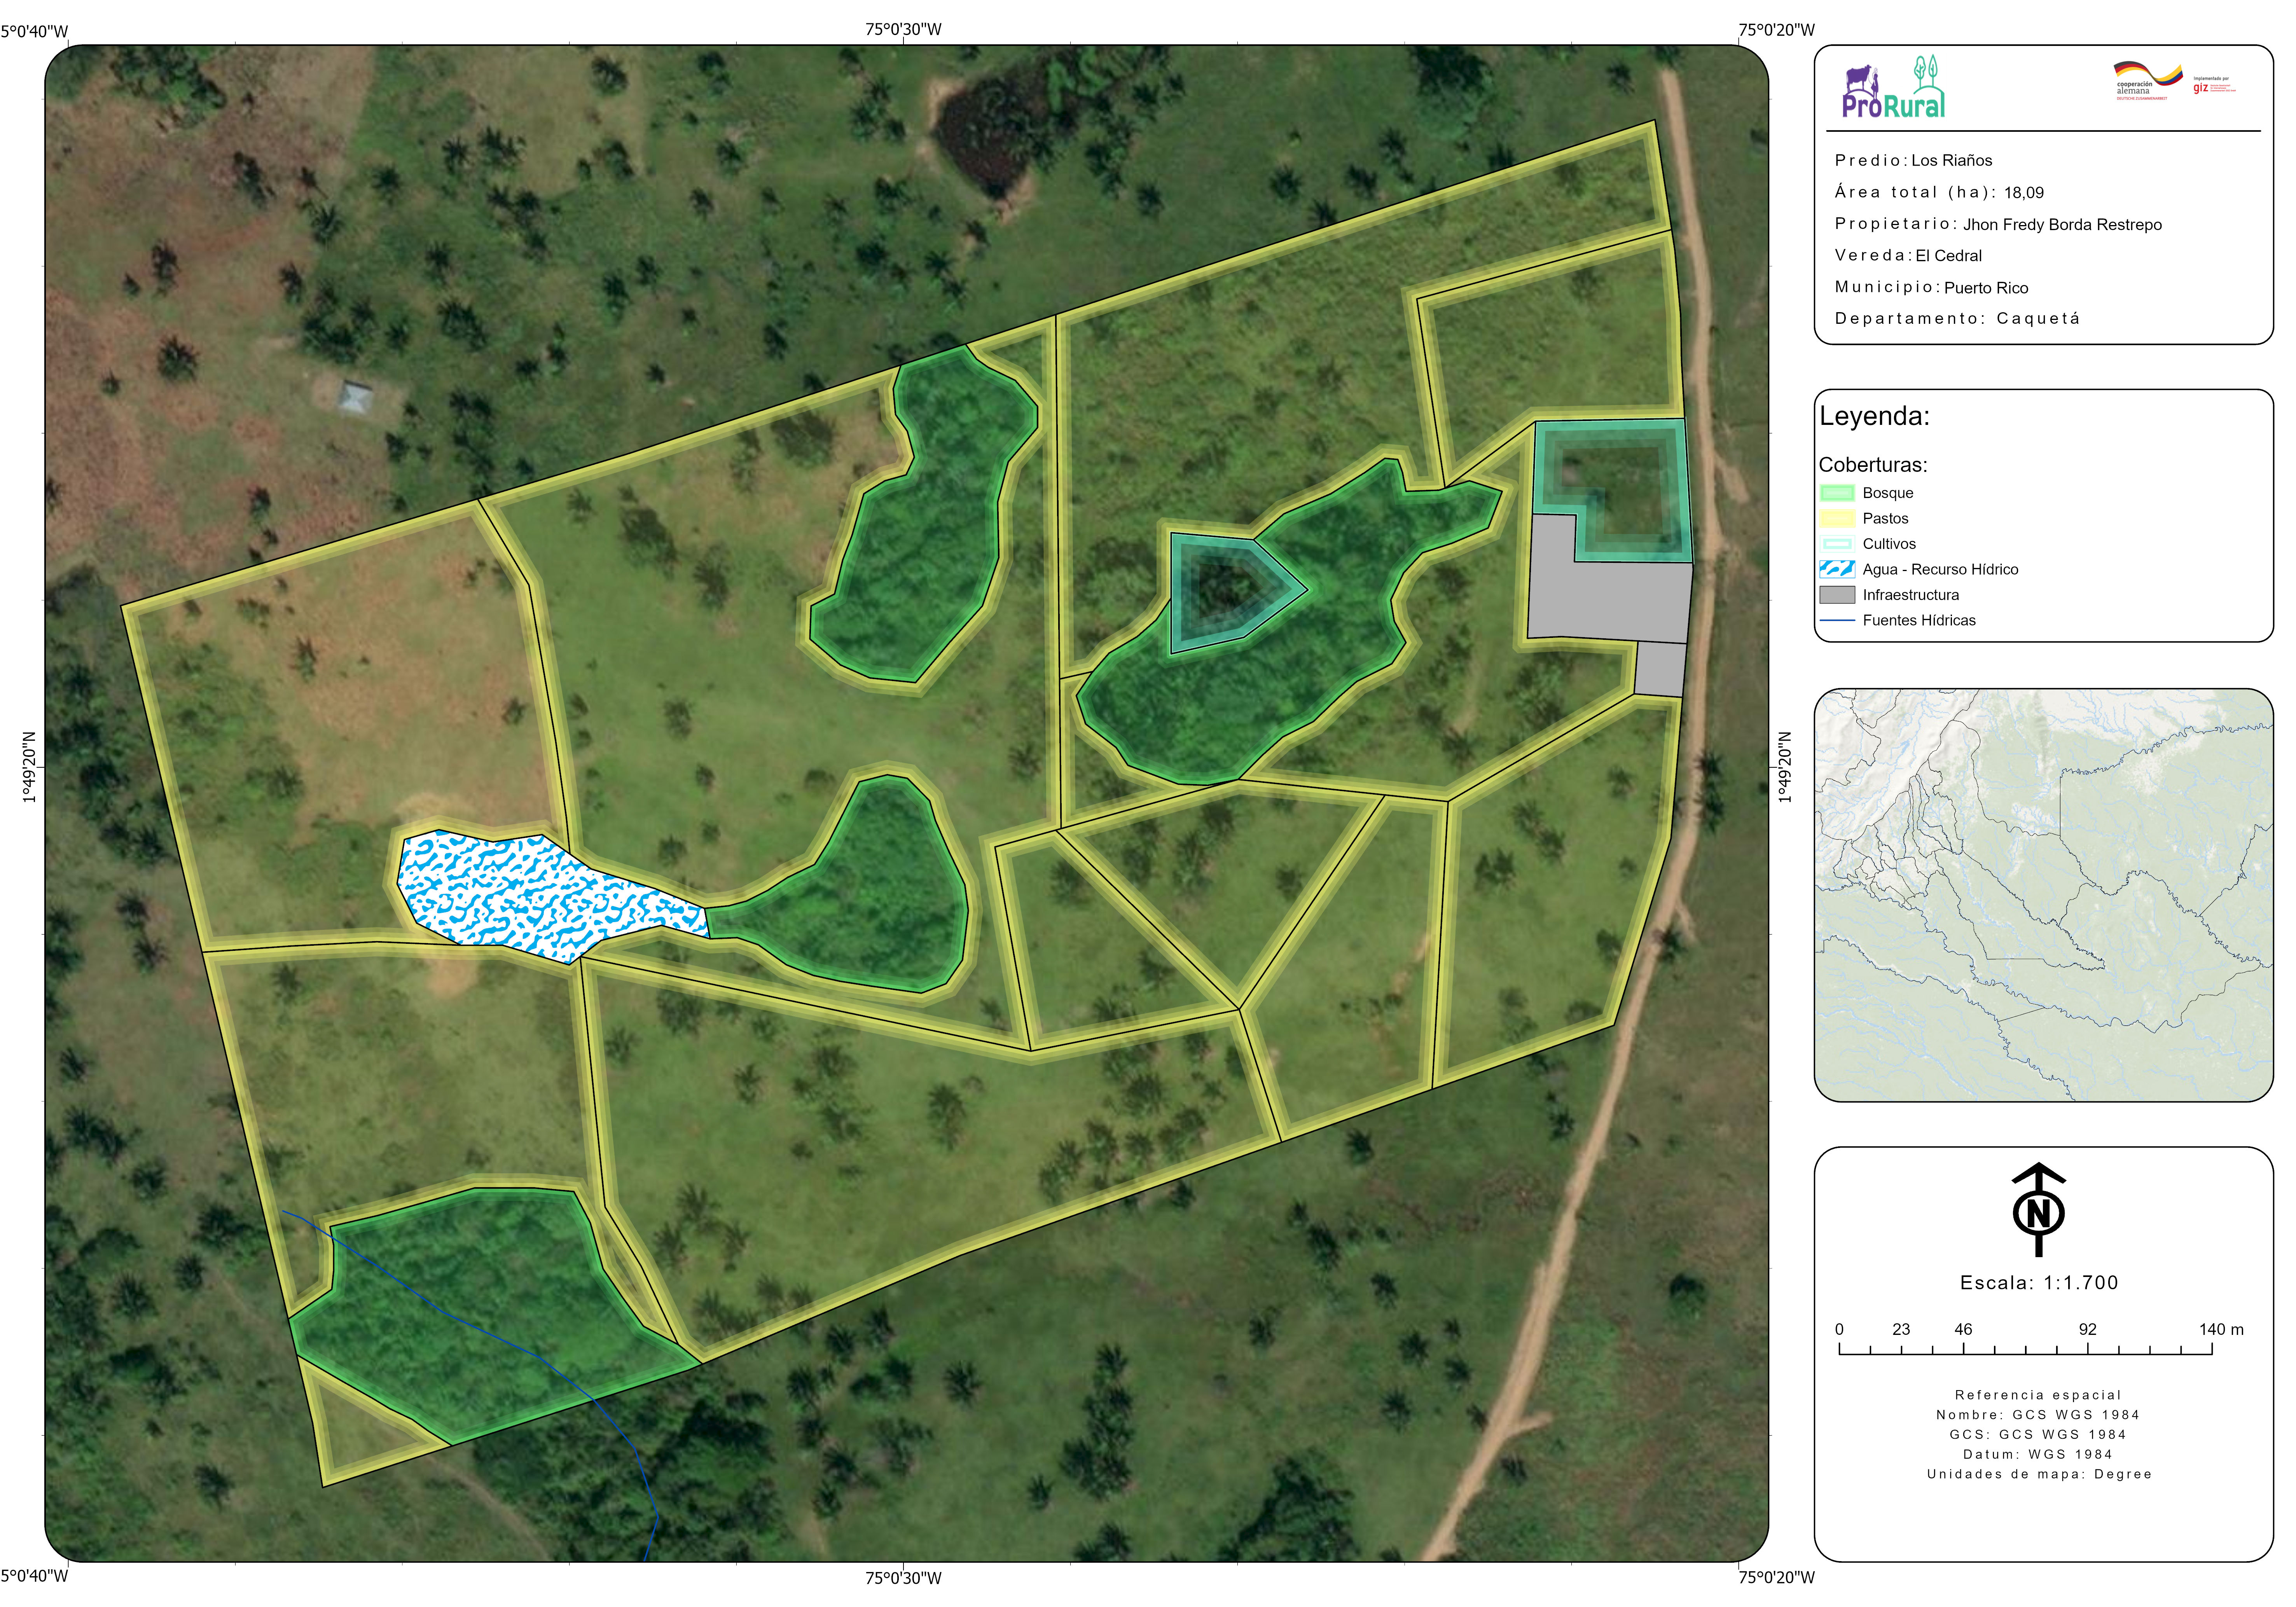 5°0'40"W
75°0'30"W
75°0'20"W
1°49'20"N
1°49'20"N
5°0'40"W
75°0'30"W
75°0'20"W
ProRural
cooperación
alemana
DEUTSCHE ZUSAMMENARBEIT
Implementada por
giz
Predio: Los Riaños
Área total (ha): 18,09
Propietario: Jhon Fredy Borda Restrepo
Vereda: El Cedral
Municipio: Puerto Rico
Departamento: Caquetá
Leyenda:
Coberturas:
Bosque
Pastos
Cultivos
Agua - Recurso Hídrico
Infraestructura
Fuentes Hídricas
N
Escala: 1:1.700
0 23 46 92 140 m
Referencia espacial
Nombre: GCS WGS 1984
GCS: GCS WGS 1984
Datum: WGS 1984
Unidades de mapa: Degree